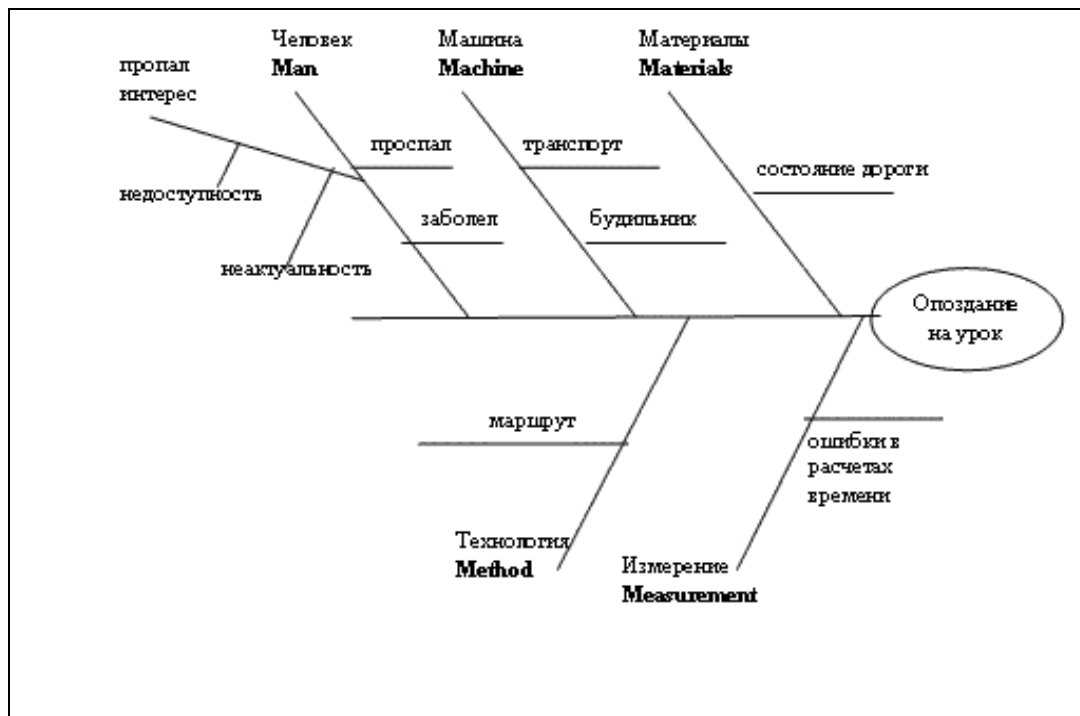 Человек
Man
Машина
Machine
Материалы
Materials
пропал
интерес
проспал
транспорт
состояние дороги
недоступность
заболел
будильник
неактуальность
Опоздание
на урок
маршрут
ошибки в
расчетах
времени
Технология
Method
Измерение
Measurement